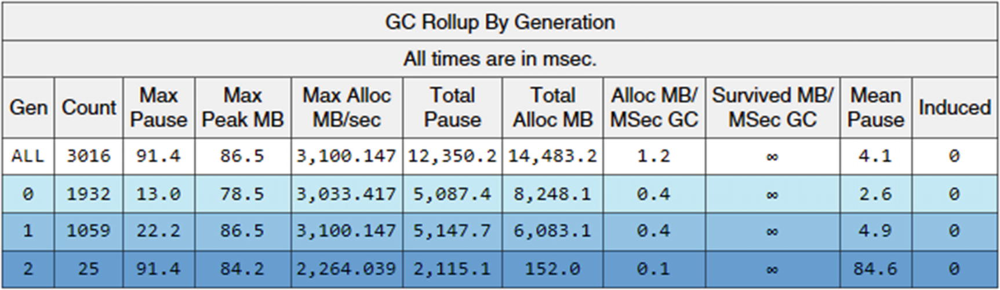 GC Rollup By Generation
All times are in msec.
Gen Count Max Pause Max Peak MB Max Alloc MB/sec Total Pause Total Alloc MB Alloc MB/ MSec GC Survived MB/ MSec GC Mean Pause Induced
ALL 3016 91.4 86.5 3,100.147 12,350.2 14,483.2 1.2 ∞ 4.1 0
0 1932 13.0 78.5 3,033.417 5,087.4 8,248.1 0.4 ∞ 2.6 0
1 1059 22.2 86.5 3,100.147 5,147.7 6,083.1 0.4 ∞ 4.9 0
2 25 91.4 84.2 2,264.039 2,115.1 152.0 0.1 ∞ 84.6 0